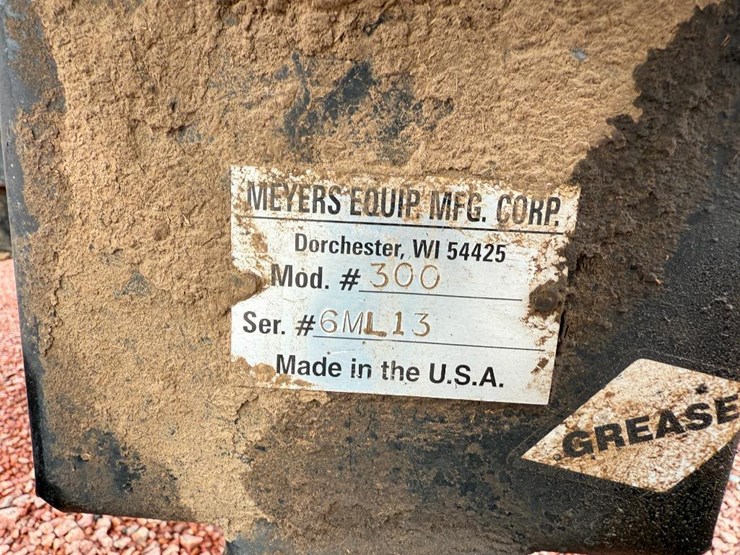 MEYERS EQUIP. MFG. CORP.
Dorchester, WI 54425
Mod. # 300
Ser. # 6ML13
Made in the U.S.A.
GREASE